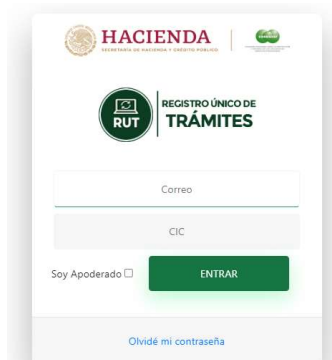 HACIENDA
SECRETARÍA DE HACIENDA Y CRÉDITO PÚBLICO
RUT
REGISTRO ÚNICO DE
TRÁMITES
Correo
CIC
Soy Apoderado
ENTRAR
Olvidé mi contraseña